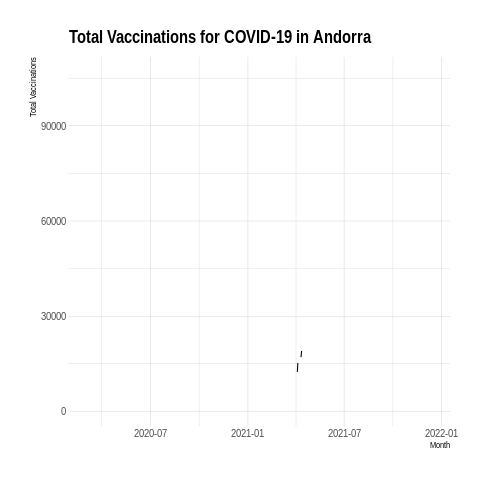 Total Vaccinations for COVID-19 in Andorra
Total Vaccinations
90000
60000
30000
0
2020-07 2021-01 2021-07 2022-01
Month